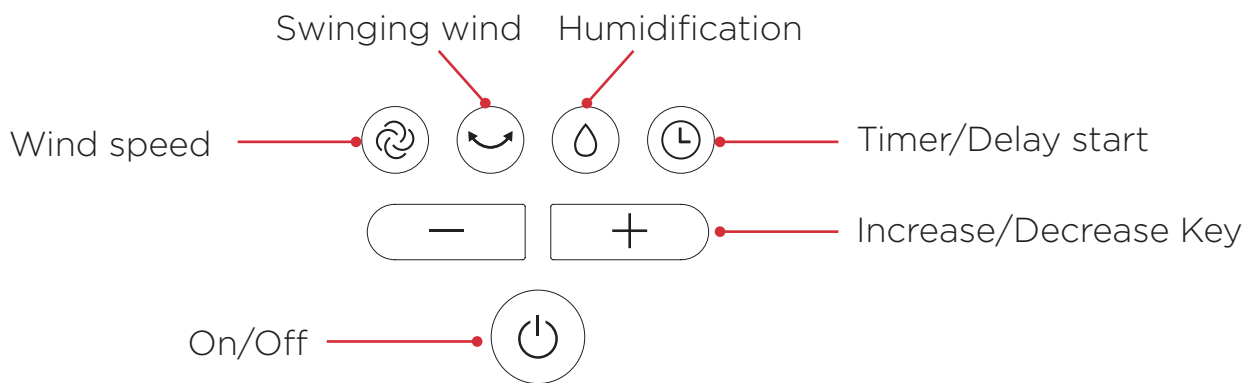 Swinging wind
Humidification
Wind speed
Timer/Delay start
Increase/Decrease Key
On/Off